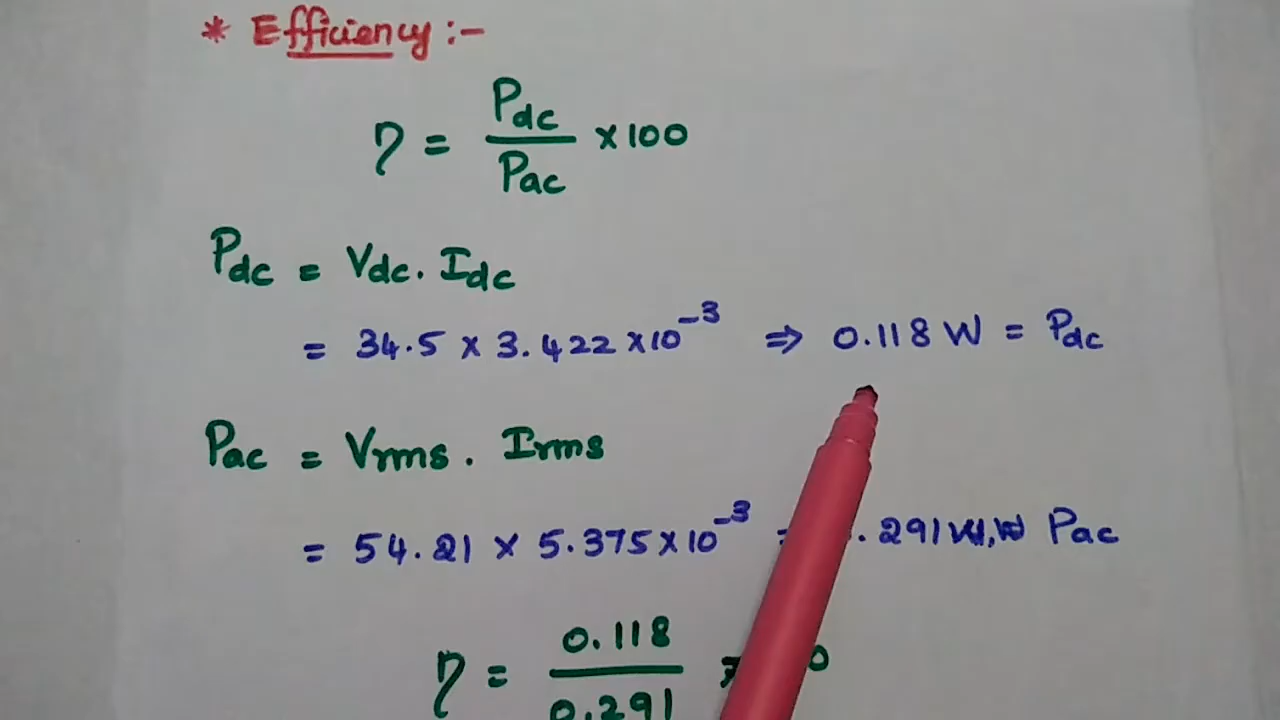 * Efficiency :-
η = Pdc / Pac × 100
Pdc = Vdc. Idc
= 34.5 × 3.422 × 10⁻³ ⇒ 0.118 W = Pdc
Pac = Vrms . Irms
= 54.21 × 5.375 × 10⁻³ .291 Pac
η = 0.118 / 0.291